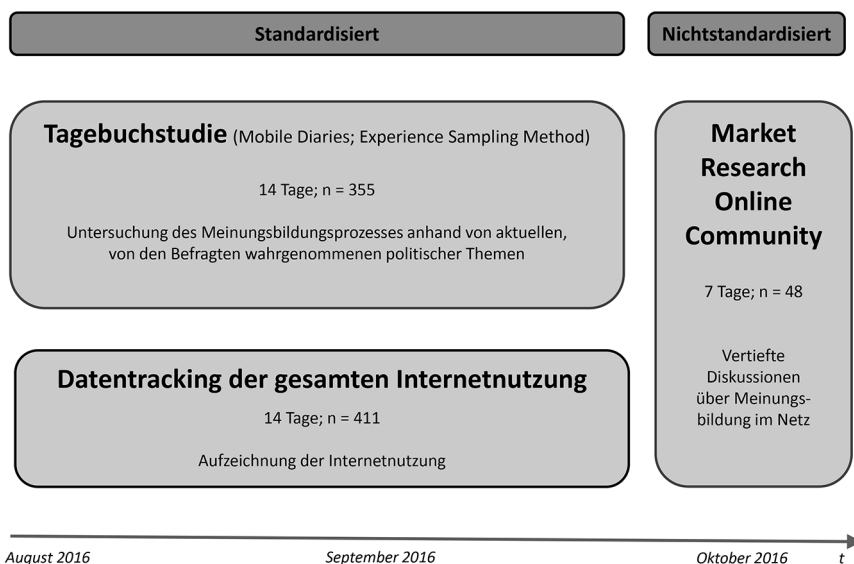 Standardisiert
Nichtstandardisiert
Tagebuchstudie (Mobile Diaries; Experience Sampling Method)
14 Tage; n = 355
Untersuchung des Meinungsbildungsprozesses anhand von aktuellen,
von den Befragten wahrgenommenen politischer Themen
Datentracking der gesamten Internetnutzung
14 Tage; n = 411
Aufzeichnung der Internetnutzung
Market
Research
Online
Community
7 Tage; n = 48
Vertiefte
Diskussionen
über Meinungs-
bildung im Netz
August 2016
September 2016
Oktober 2016
t